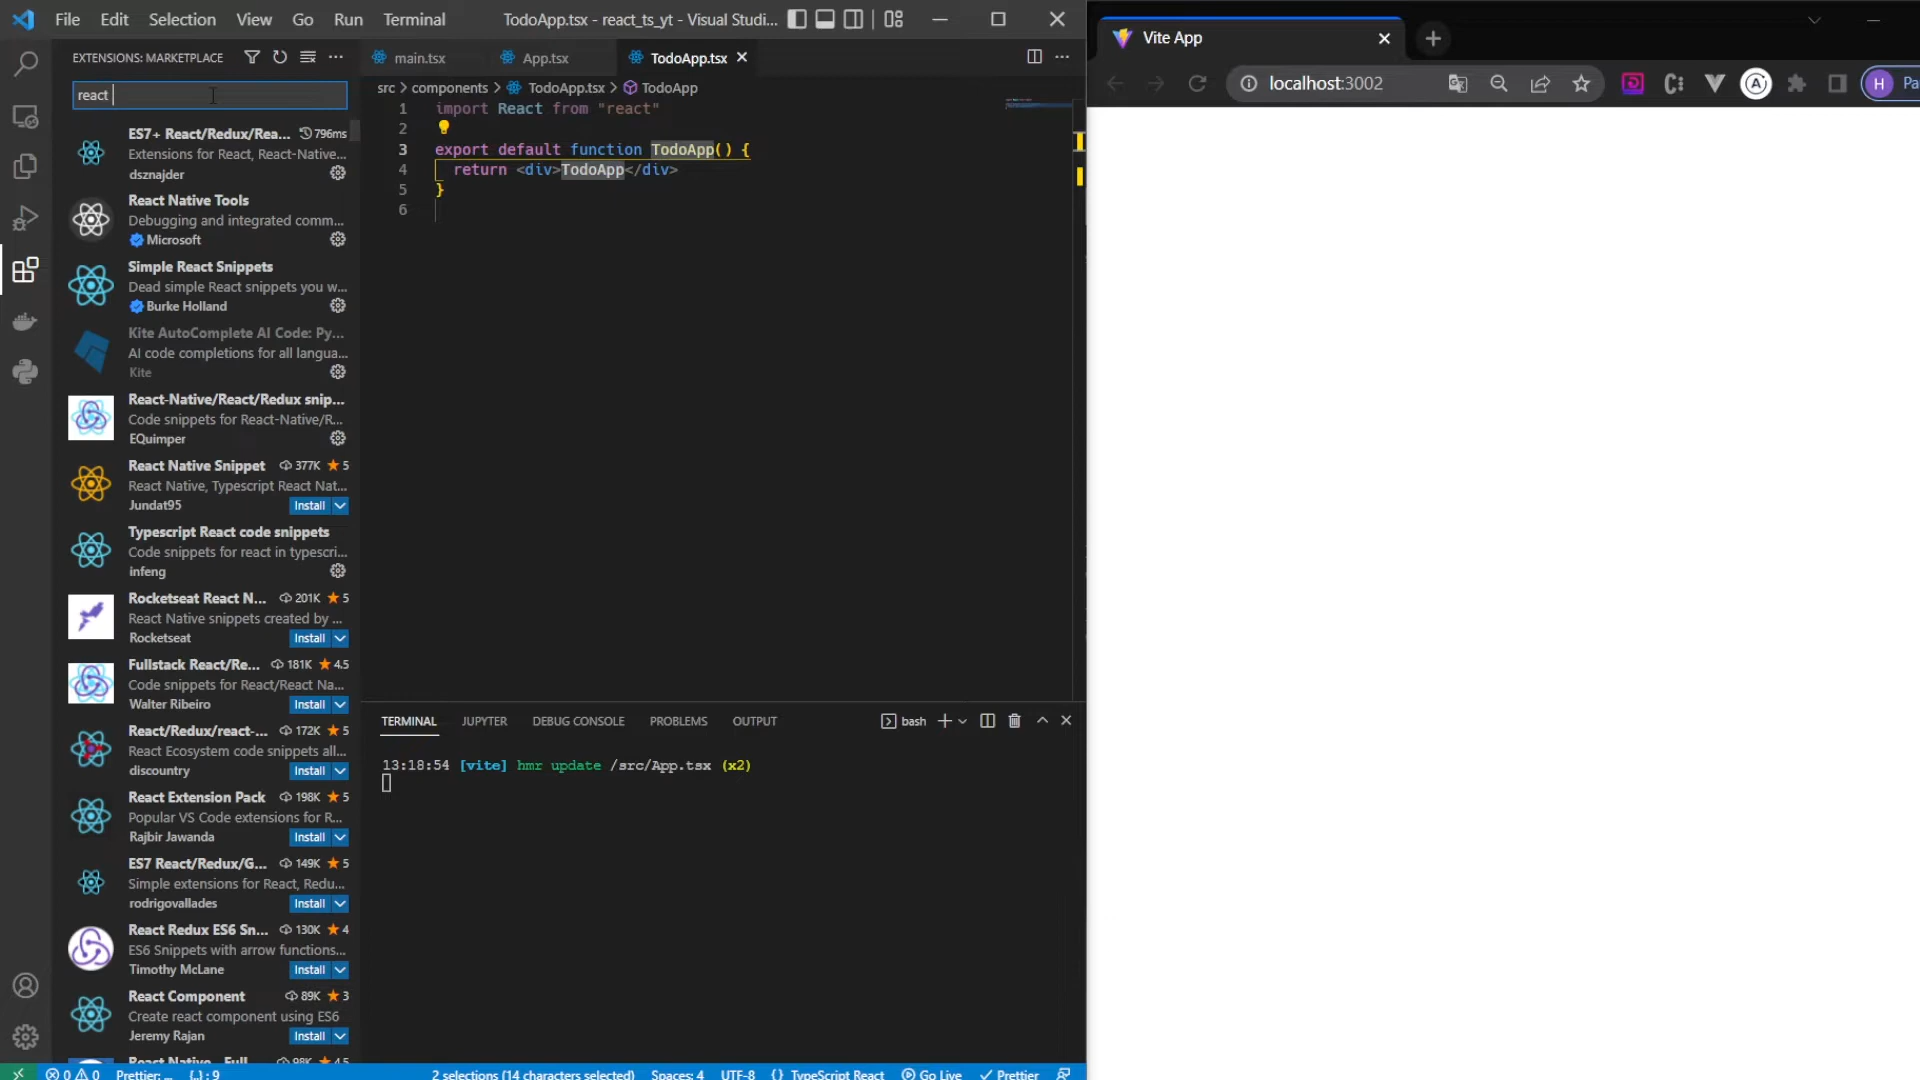 File Edit Selection View Go Run Terminal
TodoApp.tsx - react_ts_yt - Visual Studi...
EXTENSIONS: MARKETPLACE
react
ES7+ React/Redux/Rea... 796ms
Extensions for React, React-Native...
dsznajder
React Native Tools
Debugging and integrated comm...
Microsoft
Simple React Snippets
Dead simple React snippets you w...
Burke Holland
Kite AutoComplete AI Code: Py...
AI code completions for all langua...
Kite
React-Native/React/Redux snip...
Code snippets for React-Native/R...
EQuimper
React Native Snippet 377K 5
React Native, Typescript React Nat...
Jundat95 Install
Typescript React code snippets
Code snippets for react in typescri...
infeng
Rocketseat React N... 201K 5
React Native snippets created by ...
Rocketseat Install
Fullstack React/Re... 181K 4.5
Code snippets for React/React Na...
Walter Ribeiro Install
React/Redux/react-... 172K 5
React Ecosystem code snippets all...
discountry Install
React Extension Pack 198K 5
Popular VS Code extensions for R...
Rajbir Jawanda Install
ES7 React/Redux/G... 149K 5
Simple extensions for React, Redu...
rodrigovallades Install
React Redux ES6 Sn... 130K 4
ES6 Snippets with arrow functions...
Timothy McLane Install
React Component 89K 3
Create react component using ES6
Jeremy Rajan Install
React Native - Full 98K 4.5
main.tsx App.tsx TodoApp.tsx
src > components > TodoApp.tsx > TodoApp
1 import React from "react"
2
3 export default function TodoApp() {
4 return <div>TodoApp</div>
5 }
6
TERMINAL JUPYTER DEBUG CONSOLE PROBLEMS OUTPUT bash
13:18:54 [vite] hmr update /src/App.tsx (x2)
0 0 Prettier: ... {..} : 9 2 selections (14 characters selected) Spaces: 4 UTF-8 {} TypeScript React Go Live Prettier
Vite App
localhost:3002
A
H Pa